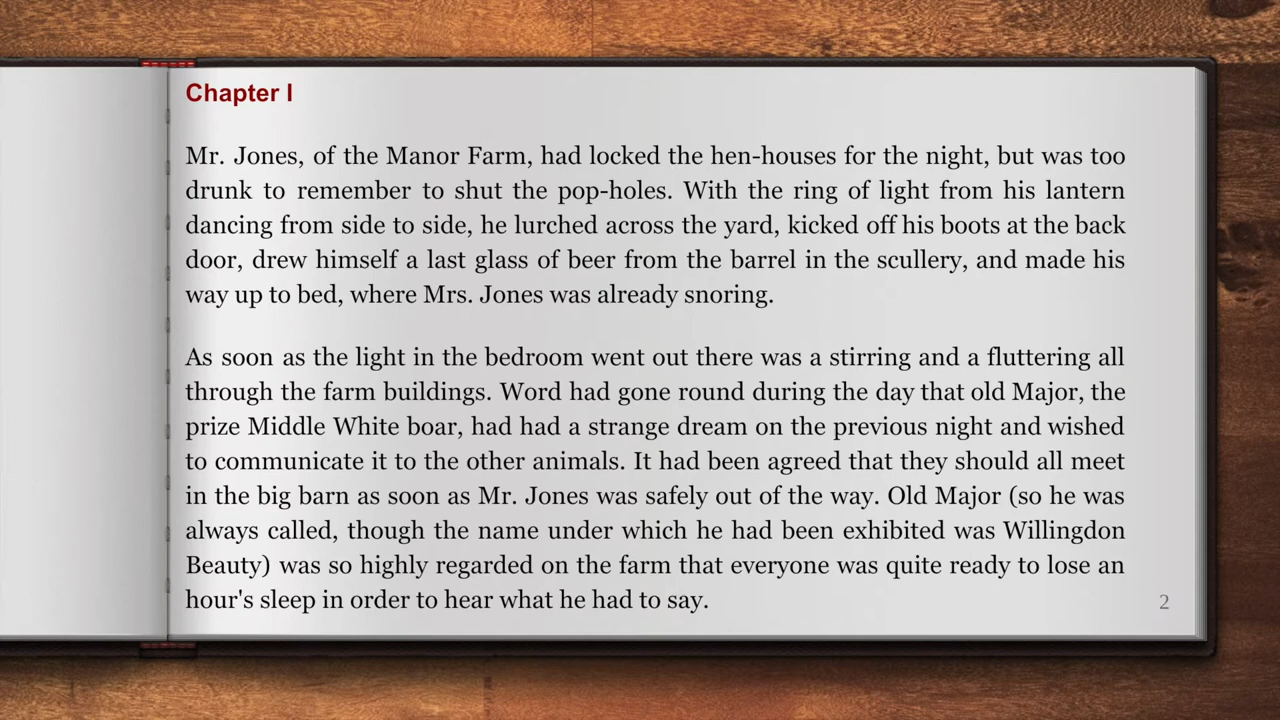 Chapter I
Mr. Jones, of the Manor Farm, had locked the hen-houses for the night, but was too
drunk to remember to shut the pop-holes. With the ring of light from his lantern
dancing from side to side, he lurched across the yard, kicked off his boots at the back
door, drew himself a last glass of beer from the barrel in the scullery, and made his
way up to bed, where Mrs. Jones was already snoring.
As soon as the light in the bedroom went out there was a stirring and a fluttering all
through the farm buildings. Word had gone round during the day that old Major, the
prize Middle White boar, had had a strange dream on the previous night and wished
to communicate it to the other animals. It had been agreed that they should all meet
in the big barn as soon as Mr. Jones was safely out of the way. Old Major (so he was
always called, though the name under which he had been exhibited was Willingdon
Beauty) was so highly regarded on the farm that everyone was quite ready to lose an
hour's sleep in order to hear what he had to say.
2